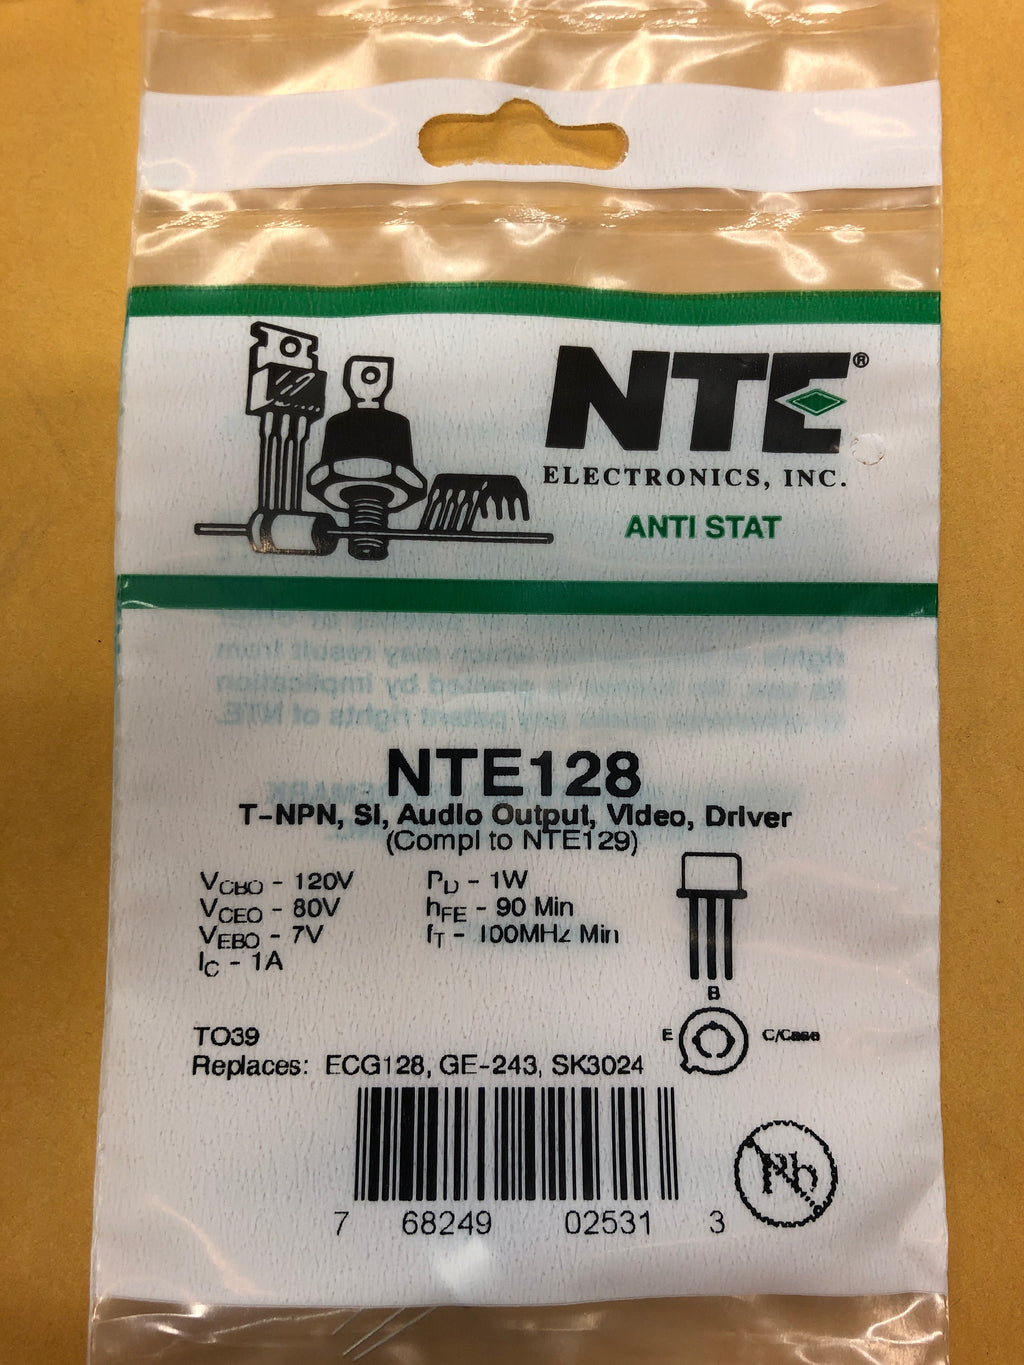 NTE®
ELECTRONICS, INC.
ANTI STAT
NTE128
T-NPN, SI, Audio Output, Video, Driver
(Compl to NTE129)
VCBO - 120V
VCEO - 80V
VEBO - 7V
IC - 1A
PD - 1W
hFE - 90 Min
fT - 100MHz Min
B
E
C/Case
TO39
Replaces: ECG128, GE-243, SK3024
7 68249 02531 3
Pb